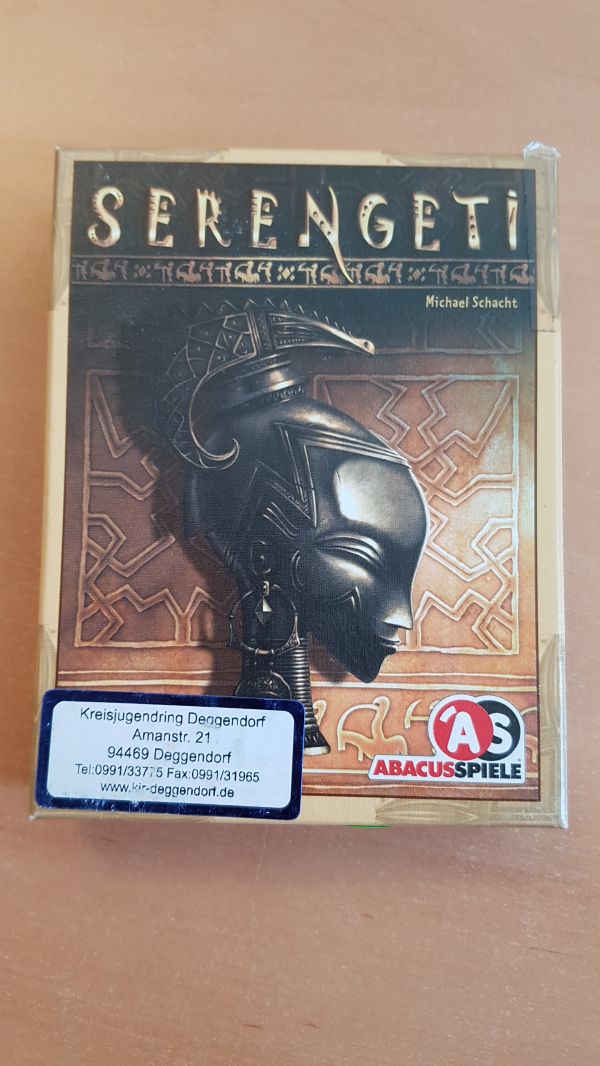 SERENGETI
Michael Schacht
Kreisjugendring Deggendorf
Amanstr. 21
94469 Deggendorf
Tel:0991/33775 Fax:0991/31965
www.kjr-deggendorf.de
AS
ABACUSSPIELE